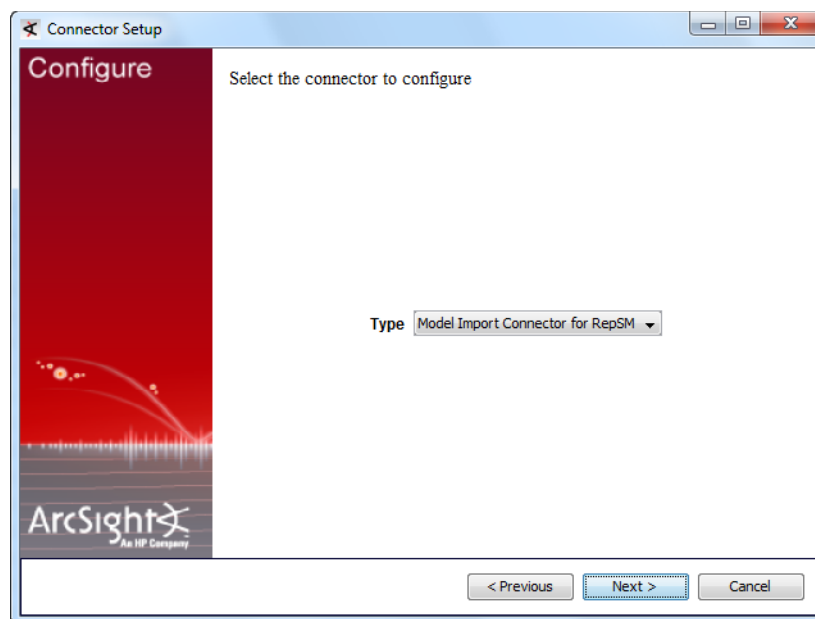 Connector Setup
Configure
Select the connector to configure
Type Model Import Connector for RepSM
ArcSight
An HP Company
< Previous Next > Cancel